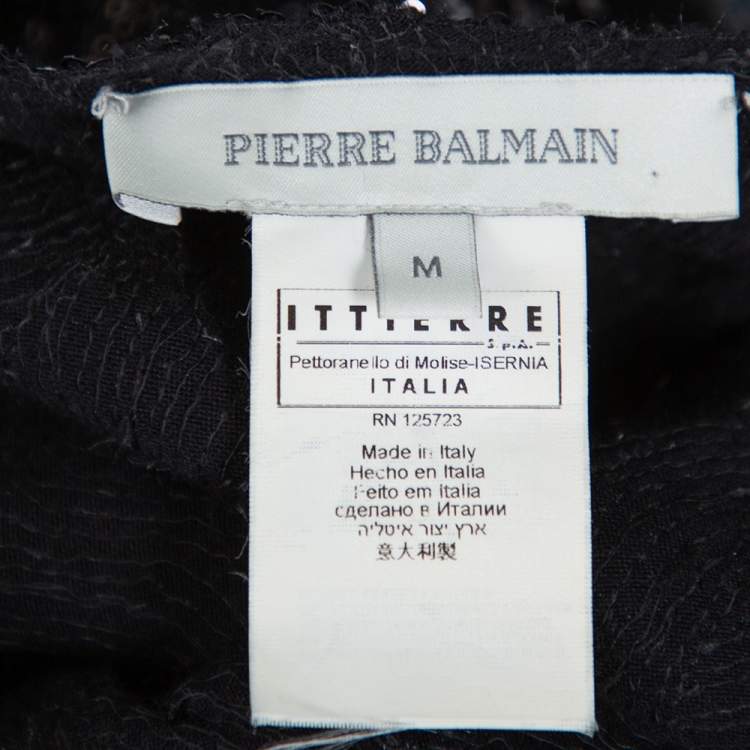 PIERRE BALMAIN
M
ITTIERRE
S.p.A.
Pettoranello di Molise-ISERNIA
ITALIA
RN 125723
Made in Italy
Hecho en Italia
Feito em Italia
сделано в Италии
ארץ יצור איטליה
意大利製